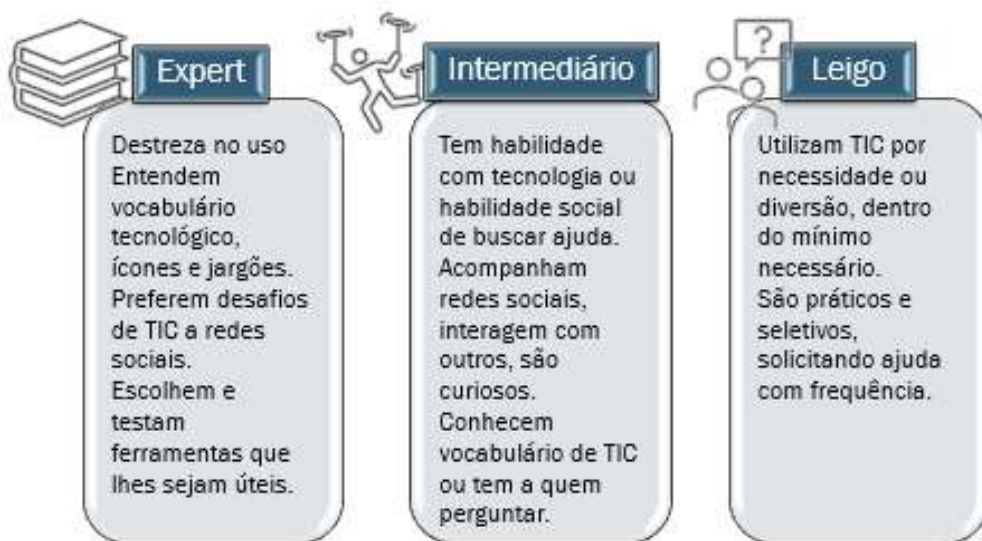 Expert
Destreza no uso
Entendem
vocabulário
tecnológico,
ícones e jargões.
Preferem desafios
de TIC a redes
sociais.
Escolhem e
testam
ferramentas que
lhes sejam úteis.
Intermediário
Tem habilidade
com tecnologia ou
habilidade social
de buscar ajuda.
Acompanham
redes sociais,
interagem com
outros, são
curiosos.
Conhecem
vocabulário de TIC
ou tem a quem
perguntar.
?
Leigo
Utilizam TIC por
necessidade ou
diversão, dentro
do mínimo
necessário.
São práticos e
seletivos,
solicitando ajuda
com frequência.